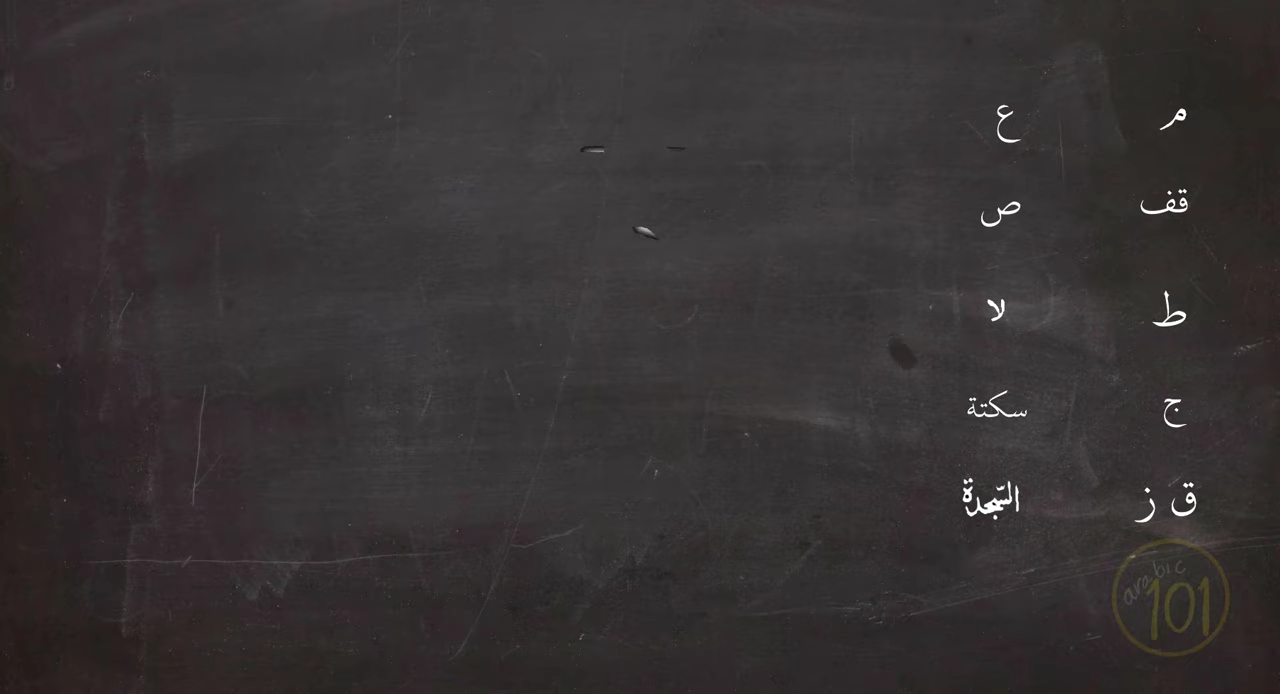 م ع
قف ص
ط لا
ج سكتة
ق ز السّجدة
arabic
101